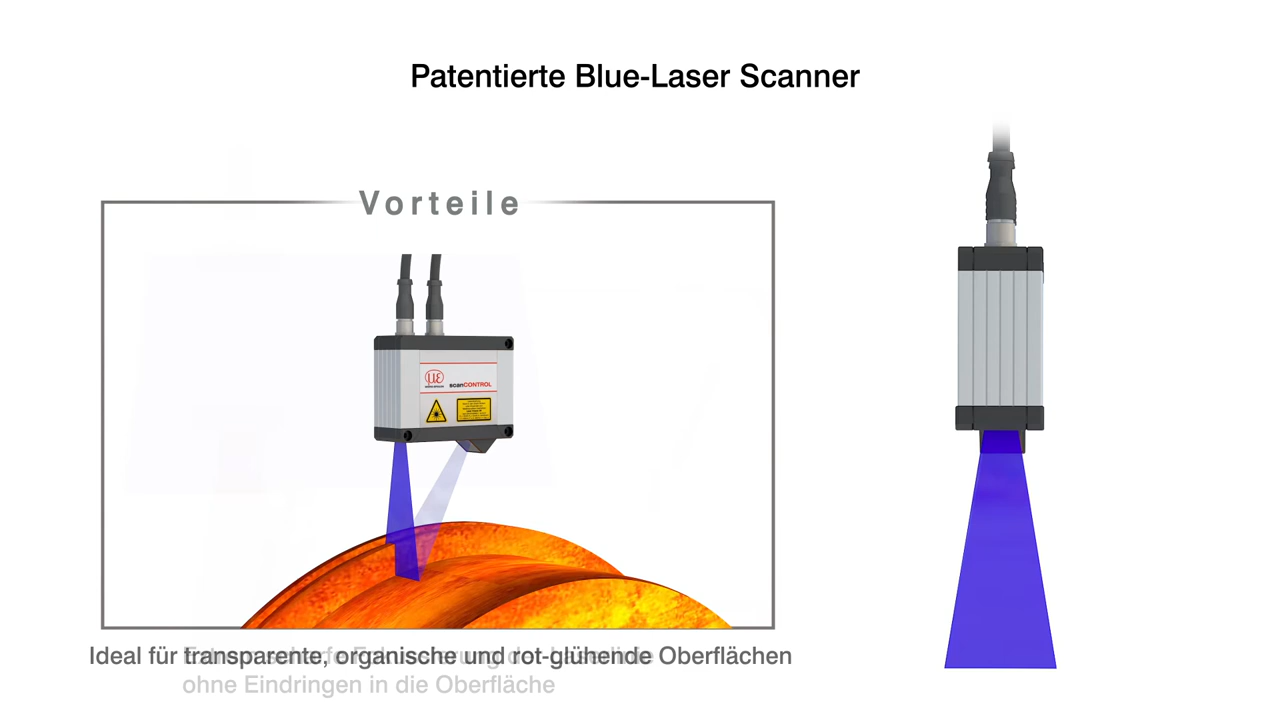 Patentierte Blue-Laser Scanner
Vorteile
scanCONTROL
Ideal für transparente, organische und rot-glühende Oberflächen
ohne Eindringen in die Oberfläche